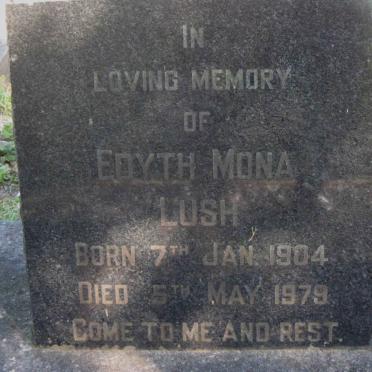 IN
LOVING MEMORY
OF
EDYTH MONA
LUSH
BORN 7TH JAN 1904
DIED 5TH MAY 1979
COME TO ME AND REST.